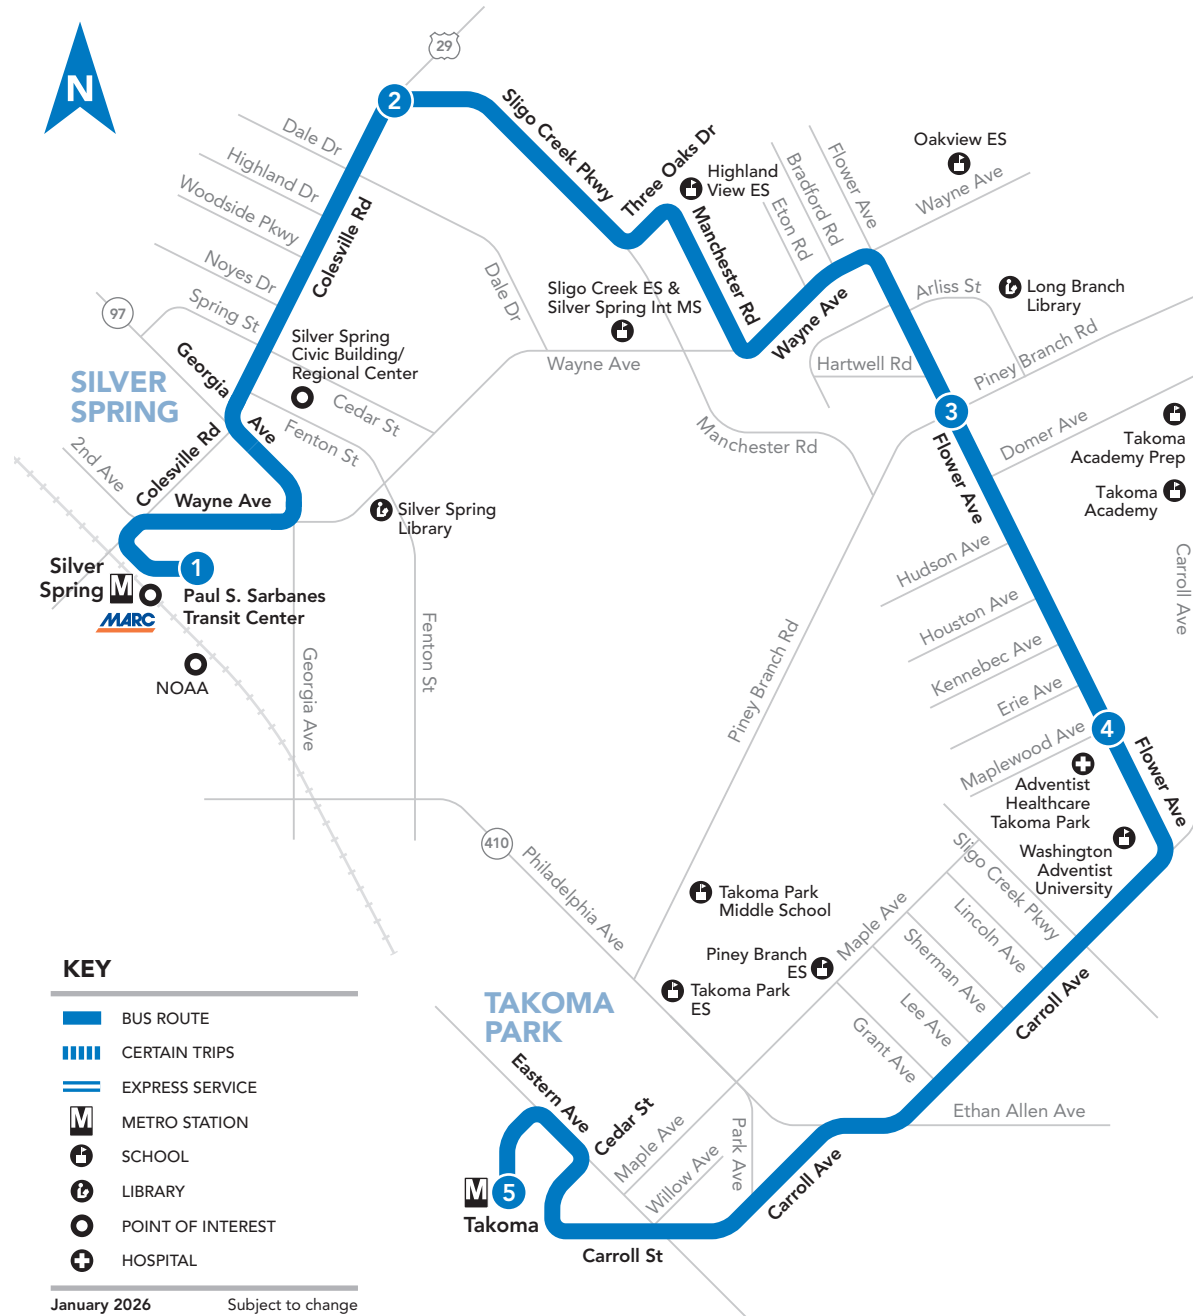 N
29
2
Sligo Creek Pkwy
Three Oaks Dr
Dale Dr
Highland Dr
Woodside Pkwy
Noyes Dr
Spring St
97
Colesville Rd
Highland
View ES
Manchester Rd
Eton Rd
Bradford Rd
Flower Ave
Oakview ES
Wayne Ave
Dale Dr
Sligo Creek ES &
Silver Spring Int MS
Wayne Ave
Wayne Ave
Arliss St
Long Branch
Library
Hartwell Rd
Piney Branch Rd
Silver Spring
Civic Building/
Regional Center
SILVER
SPRING
Georgia
Ave
Cedar St
Fenton St
2nd Ave
Colesville Rd
Wayne Ave
Manchester Rd
3
Flower Ave
Domer Ave
Takoma
Academy Prep
Takoma
Academy
Carroll Ave
Silver Spring
Library
Silver
Spring
M
MARC
1
Paul S. Sarbanes
Transit Center
NOAA
Georgia Ave
Fenton St
Hudson Ave
Houston Ave
Kennebec Ave
Erie Ave
Maplewood Ave
Piney Branch Rd
4
Flower Ave
Adventist
Healthcare
Takoma Park
Washington
Adventist
University
410
Philadelphia Ave
Takoma Park
Middle School
Piney Branch
ES
Takoma Park
ES
Maple Ave
Sligo Creek Pkwy
Lincoln Ave
Sherman Ave
Lee Ave
Grant Ave
Carroll Ave
TAKOMA
PARK
Eastern Ave
Cedar St
Maple Ave
Willow Ave
Park Ave
Ethan Allen Ave
Carroll Ave
M
5
Takoma
Carroll St
KEY
BUS ROUTE
CERTAIN TRIPS
EXPRESS SERVICE
M
METRO STATION
SCHOOL
LIBRARY
POINT OF INTEREST
HOSPITAL
January 2026
Subject to change